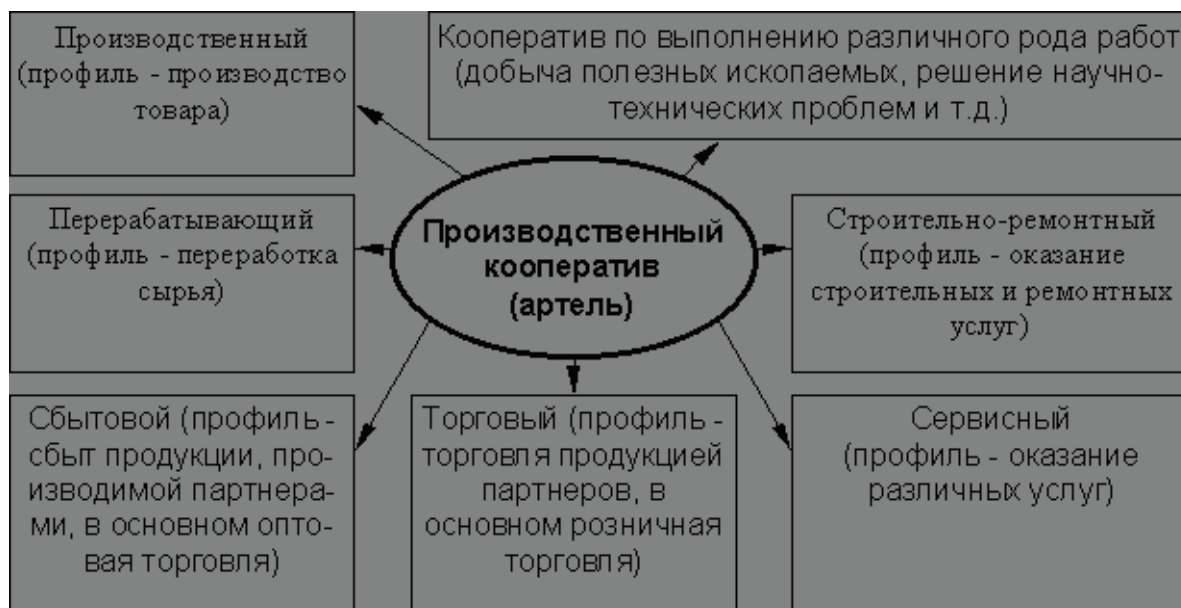 Производственный
(профиль - производство
товара)
Кооператив по выполнению различного рода работ
(добыча полезных ископаемых, решение научно-
технических проблем и т.д.)
Перерабатывающий
(профиль - переработка
сырья)
Производственный
кооператив
(артель)
Строительно-ремонтный
(профиль - оказание
строительных и ремонтных
услуг)
Сбытовой (профиль -
сбыт продукции, про-
изводимой партнера-
ми, в основном опто-
вая торговля)
Торговый (профиль -
торговля продукцией
партнеров, в
основном розничная
торговля)
Сервисный
(профиль - оказание
различных услуг)